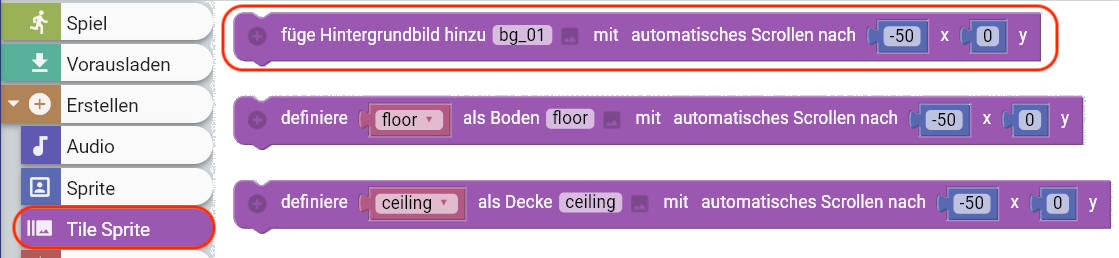 Spiel
Vorausladen
Erstellen
Audio
Sprite
Tile Sprite
füge Hintergrundbild hinzu bg_01 mit automatisches Scrollen nach -50 x 0 y
definiere floor als Boden floor mit automatisches Scrollen nach -50 x 0 y
definiere ceiling als Decke ceiling mit automatisches Scrollen nach -50 x 0 y